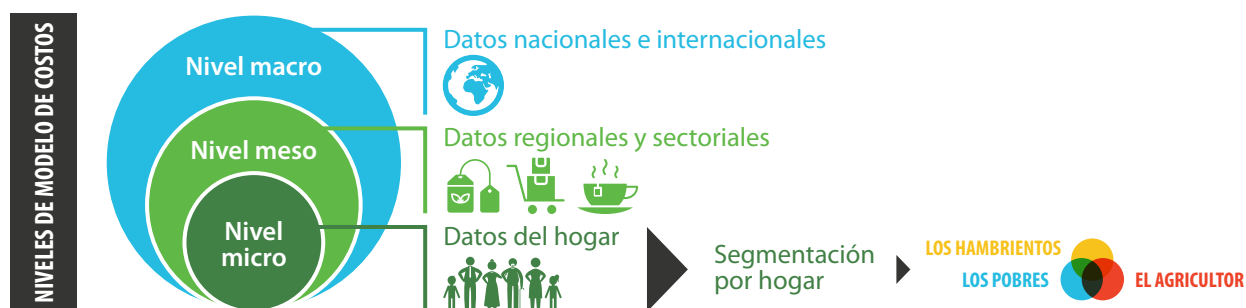 NIVELES DE MODELO DE COSTOS
Nivel macro
Nivel meso
Nivel
micro
Datos nacionales e internacionales
Datos regionales y sectoriales
Datos del hogar
Segmentación
por hogar
LOS HAMBRIENTOS
LOS POBRES
EL AGRICULTOR